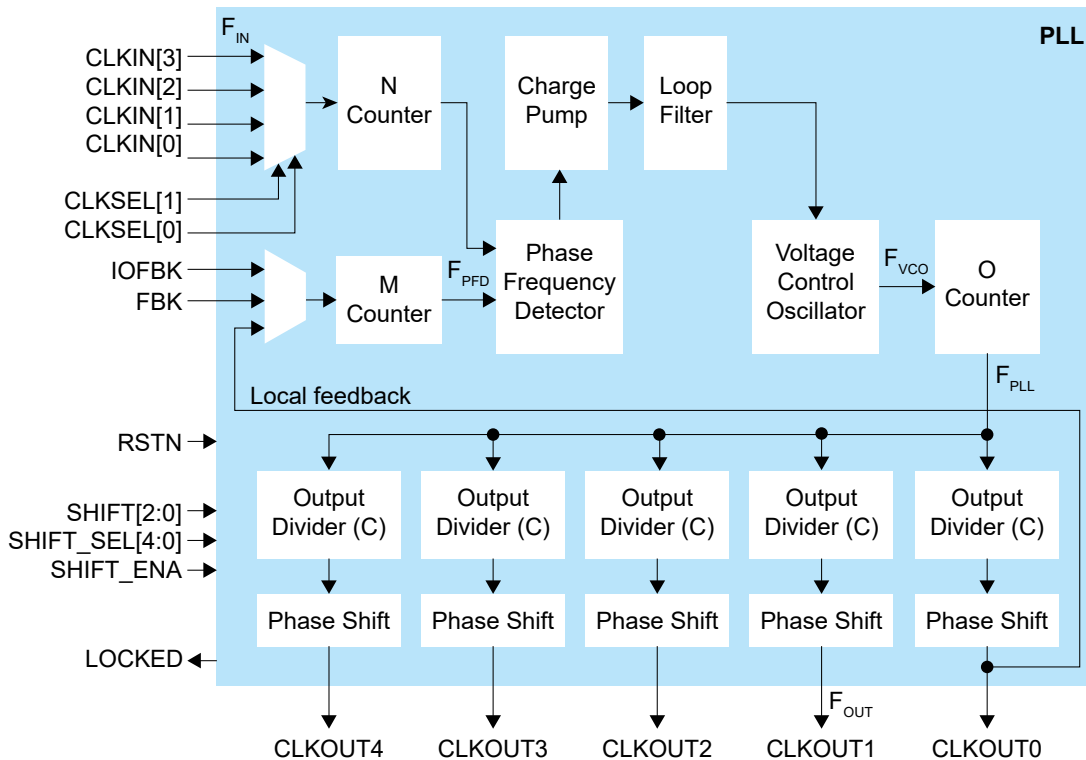 F_IN
PLL
CLKIN[3]
CLKIN[2]
CLKIN[1]
CLKIN[0]
CLKSEL[1]
CLKSEL[0]
N
Counter
Charge
Pump
Loop
Filter
IOFBK
FBK
M
Counter
F_PFD
Phase
Frequency
Detector
Voltage
Control
Oscillator
F_VCO
O
Counter
F_PLL
Local feedback
RSTN
SHIFT[2:0]
SHIFT_SEL[4:0]
SHIFT_ENA
LOCKED
Output
Divider (C)
Output
Divider (C)
Output
Divider (C)
Output
Divider (C)
Output
Divider (C)
Phase Shift
Phase Shift
Phase Shift
Phase Shift
Phase Shift
F_OUT
CLKOUT4
CLKOUT3
CLKOUT2
CLKOUT1
CLKOUT0